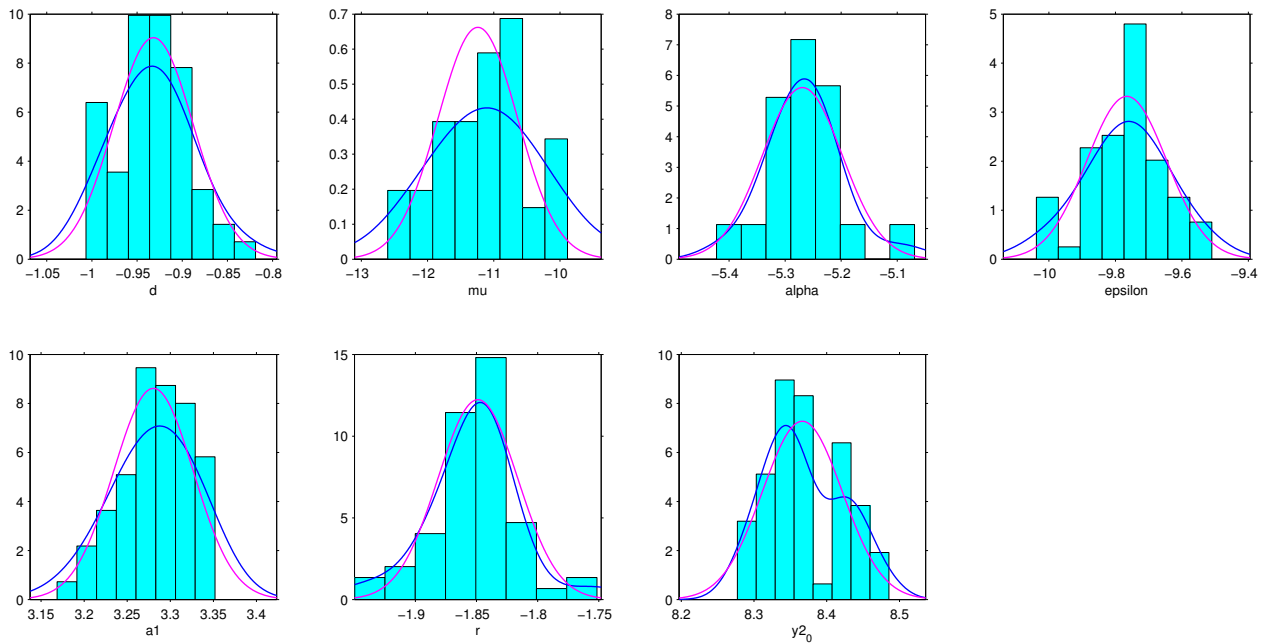 0 2 4 6 8 10
−1.05 −1 −0.95 −0.9 −0.85 −0.8
d
0 0.1 0.2 0.3 0.4 0.5 0.6 0.7
−13 −12 −11 −10
mu
0 1 2 3 4 5 6 7 8
−5.4 −5.3 −5.2 −5.1
alpha
0 1 2 3 4 5
−10 −9.8 −9.6 −9.4
epsilon
0 2 4 6 8 10
3.15 3.2 3.25 3.3 3.35 3.4
a1
0 5 10 15
−1.9 −1.85 −1.8 −1.75
r
0 2 4 6 8 10
8.2 8.3 8.4 8.5
y2₀